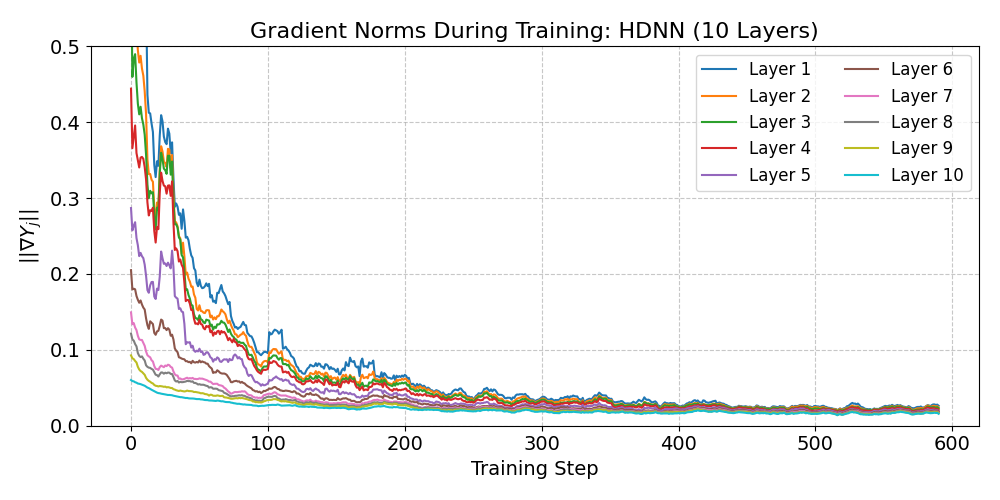 Gradient Norms During Training: HDNN (10 Layers)
||∇Y_j||
0.5
0.4
0.3
0.2
0.1
0.0
Layer 1
Layer 2
Layer 3
Layer 4
Layer 5
Layer 6
Layer 7
Layer 8
Layer 9
Layer 10
0 100 200 300 400 500 600
Training Step